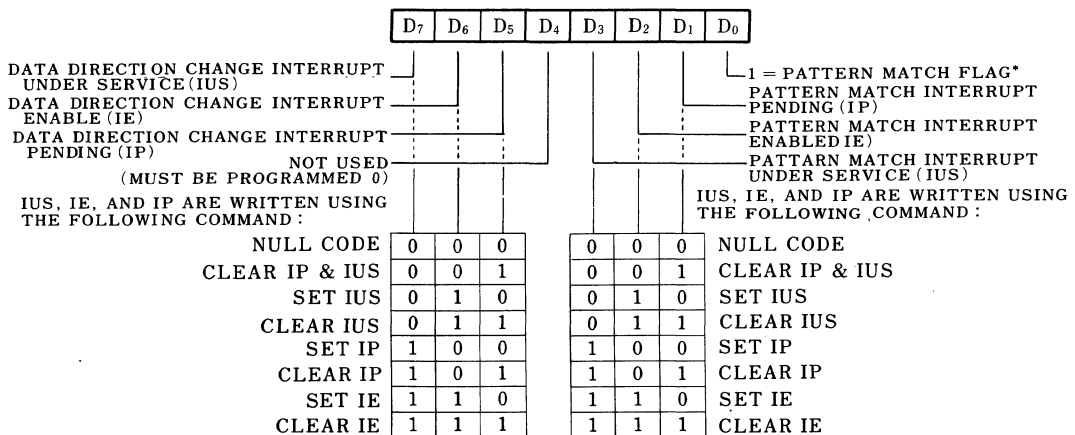 D7 D6 D5 D4 D3 D2 D1 D0
DATA DIRECTION CHANGE INTERRUPT
UNDER SERVICE (IUS)
DATA DIRECTION CHANGE INTERRUPT
ENABLE (IE)
DATA DIRECTION CHANGE INTERRUPT
PENDING (IP)
NOT USED
(MUST BE PROGRAMMED 0)
IUS, IE, AND IP ARE WRITTEN USING
THE FOLLOWING COMMAND :
1 = PATTERN MATCH FLAG*
PATTERN MATCH INTERRUPT
PENDING (IP)
PATTERN MATCH INTERRUPT
ENABLED IE)
PATTARN MATCH INTERRUPT
UNDER SERVICE (IUS)
IUS, IE, AND IP ARE WRITTEN USING
THE FOLLOWING COMMAND :
NULL CODE 0 0 0 0 0 0 NULL CODE
CLEAR IP & IUS 0 0 1 0 0 1 CLEAR IP & IUS
SET IUS 0 1 0 0 1 0 SET IUS
CLEAR IUS 0 1 1 0 1 1 CLEAR IUS
SET IP 1 0 0 1 0 0 SET IP
CLEAR IP 1 0 1 1 0 1 CLEAR IP
SET IE 1 1 0 1 1 0 SET IE
CLEAR IE 1 1 1 1 1 1 CLEAR IE